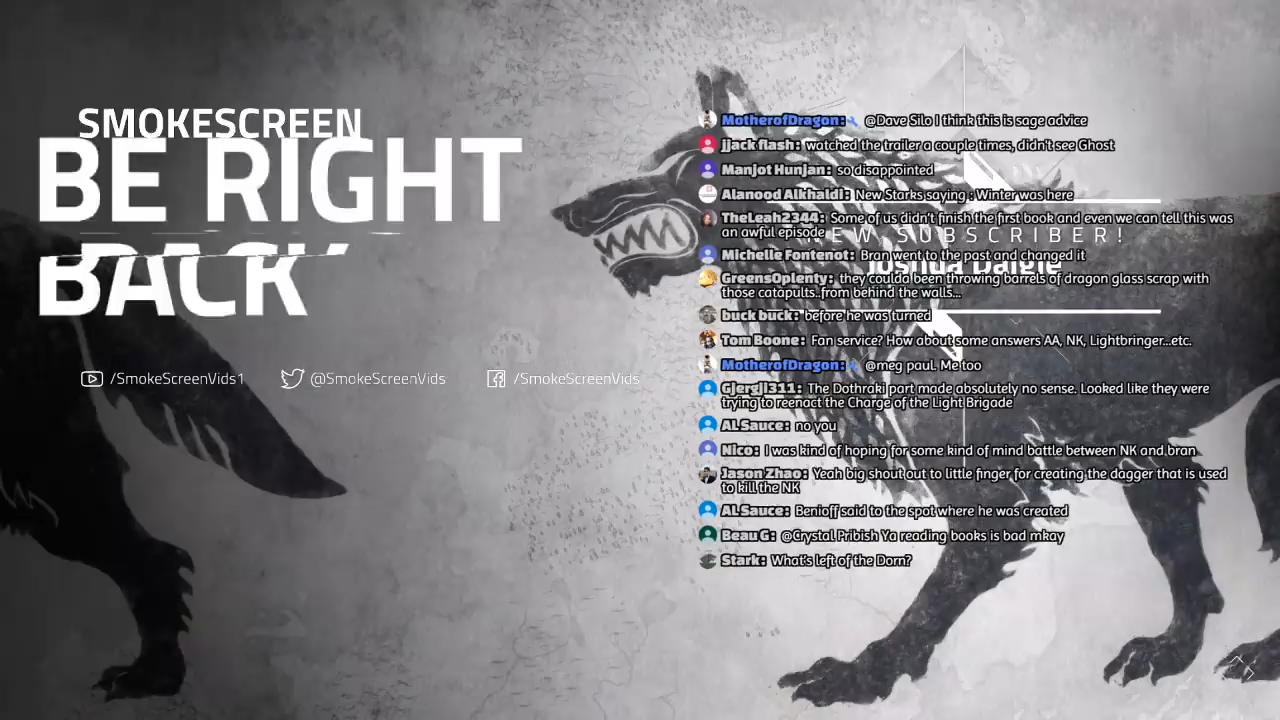 SMOKESCREEN
BE RIGHT
BACK
/SmokeScreenVids1
@SmokeScreenVids
/SmokeScreenVids
MotherofDragon: @Dave Silo I think this is sage advice
jjack flash: watched the trailer a couple times, didn't see Ghost
Manjot Hunjan: so disappointed
Alanood Alkhaldi: New Starks saying : Winter was here
TheLeah2344: Some of us didn't finish the first book and even we can tell this was
an awful episode
NEW SUBSCRIBER!
Michelle Fontenot: Bran went to the past and changed it
Joshua Daigle
GreensOplenty: they coulda been throwing barrels of dragon glass scrap with
those catapults..from behind the walls...
buck buck: before he was turned
Tom Boone: Fan service? How about some answers AA, NK, Lightbringer...etc.
MotherofDragon: @meg paul. Me too
Gjergji311: The Dothraki part made absolutely no sense. Looked like they were
trying to reenact the Charge of the Light Brigade
AL Sauce: no you
Nico: I was kind of hoping for some kind of mind battle between NK and bran
Jason Zhao: Yeah big shout out to little finger for creating the dagger that is used
to kill the NK
AL Sauce: Benioff said to the spot where he was created
Beau G: @Crystal Pribish Ya reading books is bad mkay
Stark: What's left of the Dorn?